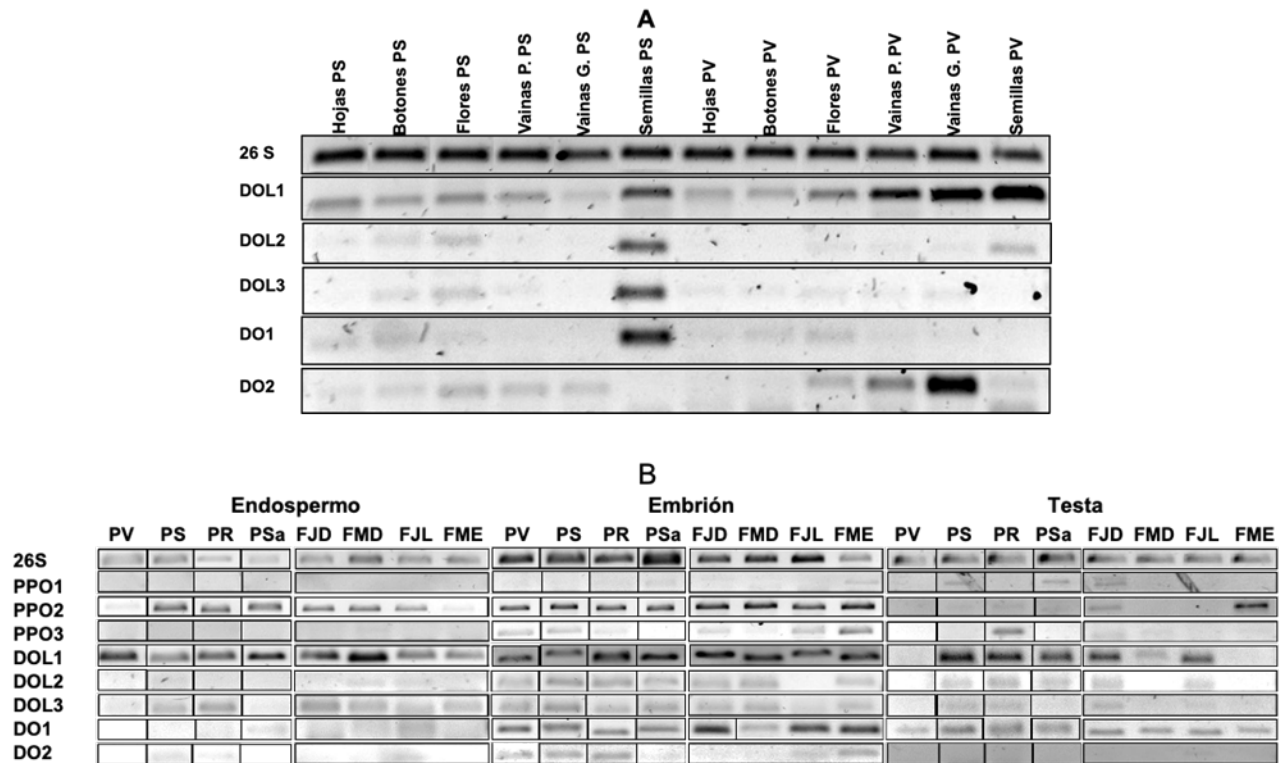 A
Hojas PS
Botones PS
Flores PS
Vainas P. PS
Vainas G. PS
Semillas PS
Hojas PV
Botones PV
Flores PV
Vainas P. PV
Vainas G. PV
Semillas PV
26 S
DOL1
DOL2
DOL3
DO1
DO2
B
Endospermo Embrión Testa
PV PS PR PSa FJD FMD FJL FME PV PS PR PSa FJD FMD FJL FME PV PS PR PSa FJD FMD FJL FME
26S
PPO1
PPO2
PPO3
DOL1
DOL2
DOL3
DO1
DO2